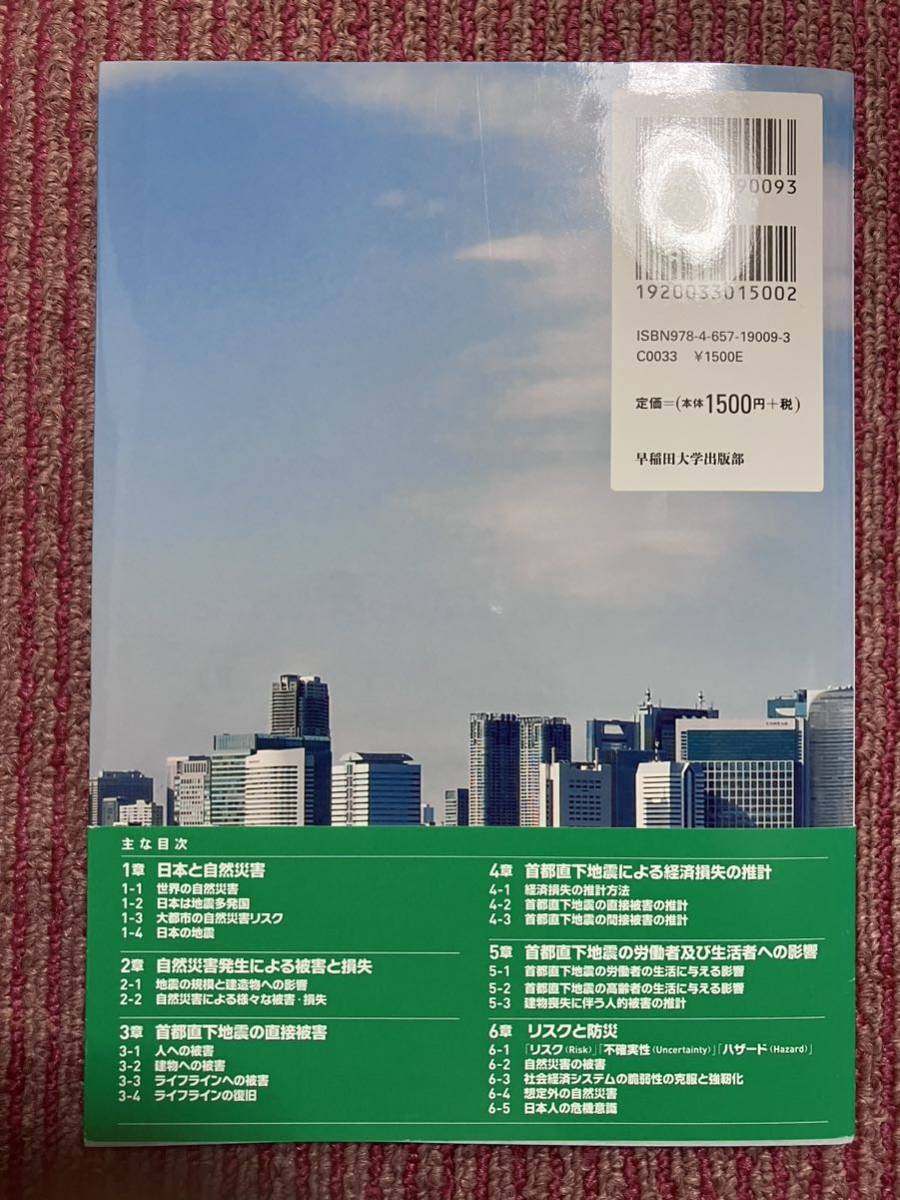 90093
1920033015002
ISBN978-4-657-19009-3
C0033 ¥1500E
定価=(本体1500円+税)
早稲田大学出版部
主な目次
1章 日本と自然災害
1-1 世界の自然災害
1-2 日本は地震多発国
1-3 大都市の自然災害リスク
1-4 日本の地震
2章 自然災害発生による被害と損失
2-1 地震の規模と建造物への影響
2-2 自然災害による様々な被害・損失
3章 首都直下地震の直接被害
3-1 人への被害
3-2 建物への被害
3-3 ライフラインへの被害
3-4 ライフラインの復旧
4章 首都直下地震による経済損失の推計
4-1 経済損失の推計方法
4-2 首都直下地震の直接被害の推計
4-3 首都直下地震の間接被害の推計
5章 首都直下地震の労働者及び生活者への影響
5-1 首都直下地震の労働者の生活に与える影響
5-2 首都直下地震の高齢者の生活に与える影響
5-3 建物喪失に伴う人的被害の推計
6章 リスクと防災
6-1 「リスク(Risk)」「不確実性(Uncertainty)」「ハザード(Hazard)」
6-2 自然災害の被害
6-3 社会経済システムの脆弱性の克服と強靭化
6-4 想定外の自然災害
6-5 日本人の危機意識